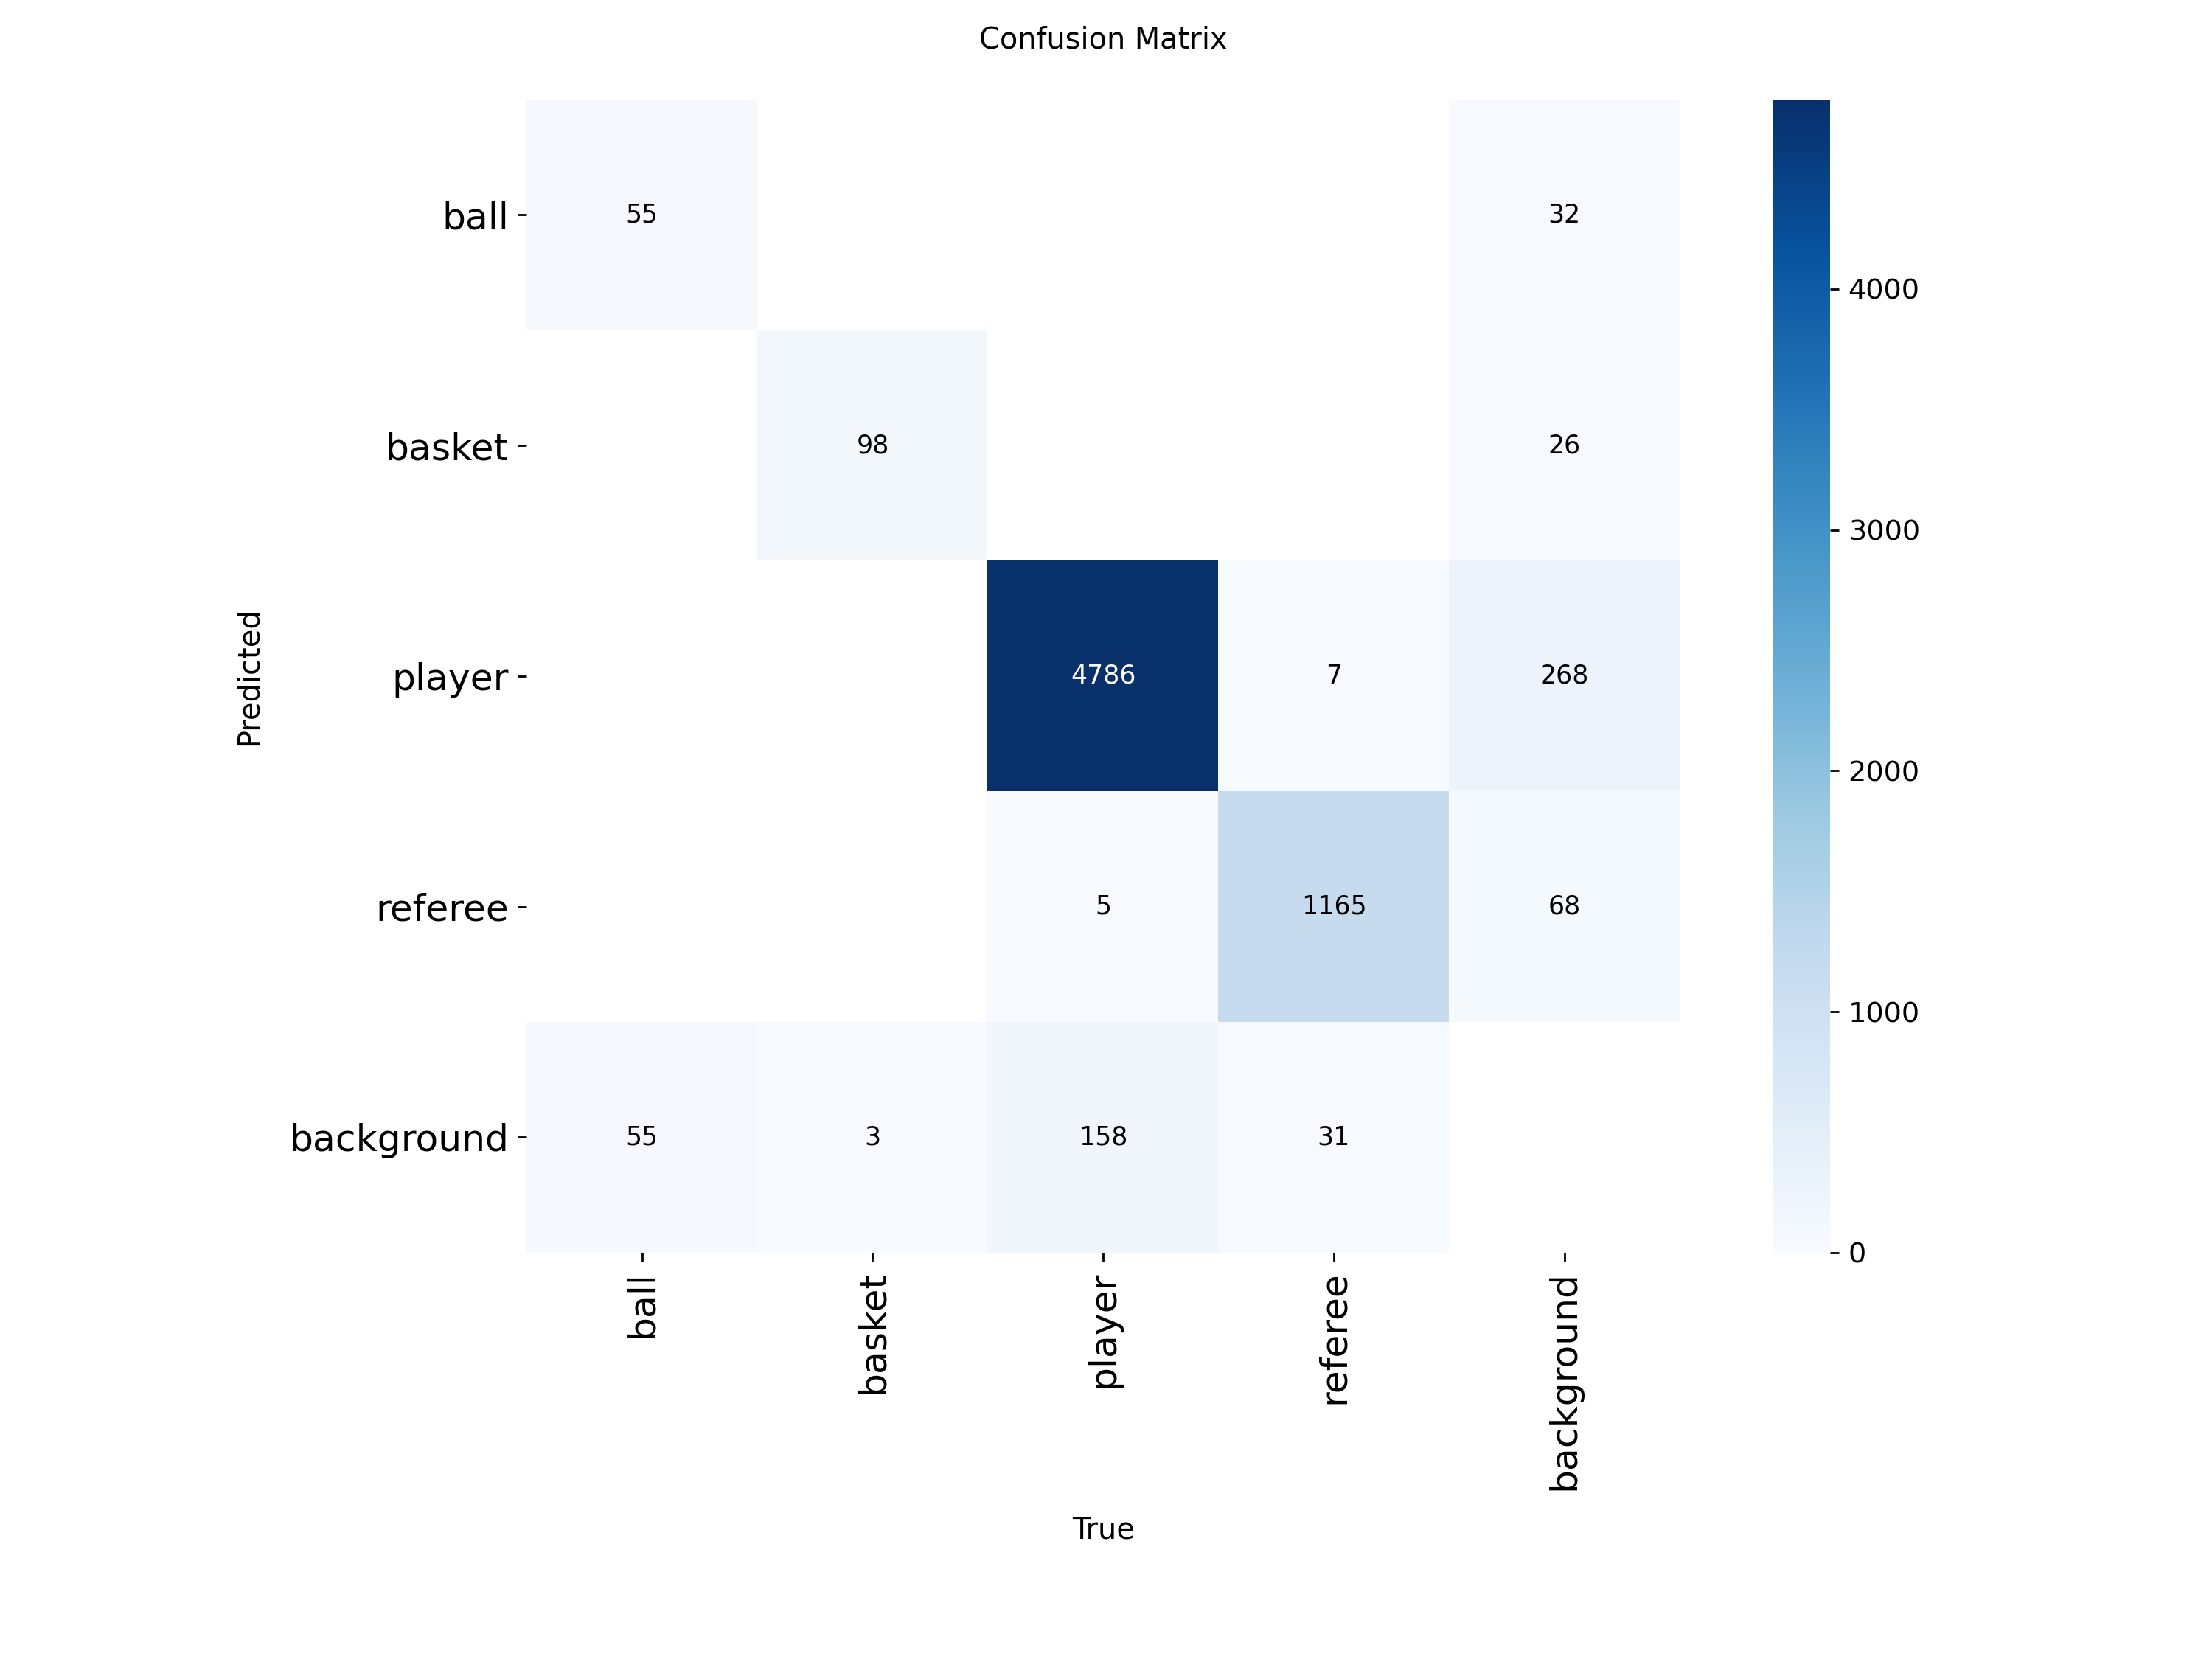 Confusion Matrix
ball
55
32
4000
basket
98
26
3000
Predicted
player
4786
7
268
2000
referee
5
1165
68
1000
background
55
3
158
31
0
ball
basket
player
referee
background
True